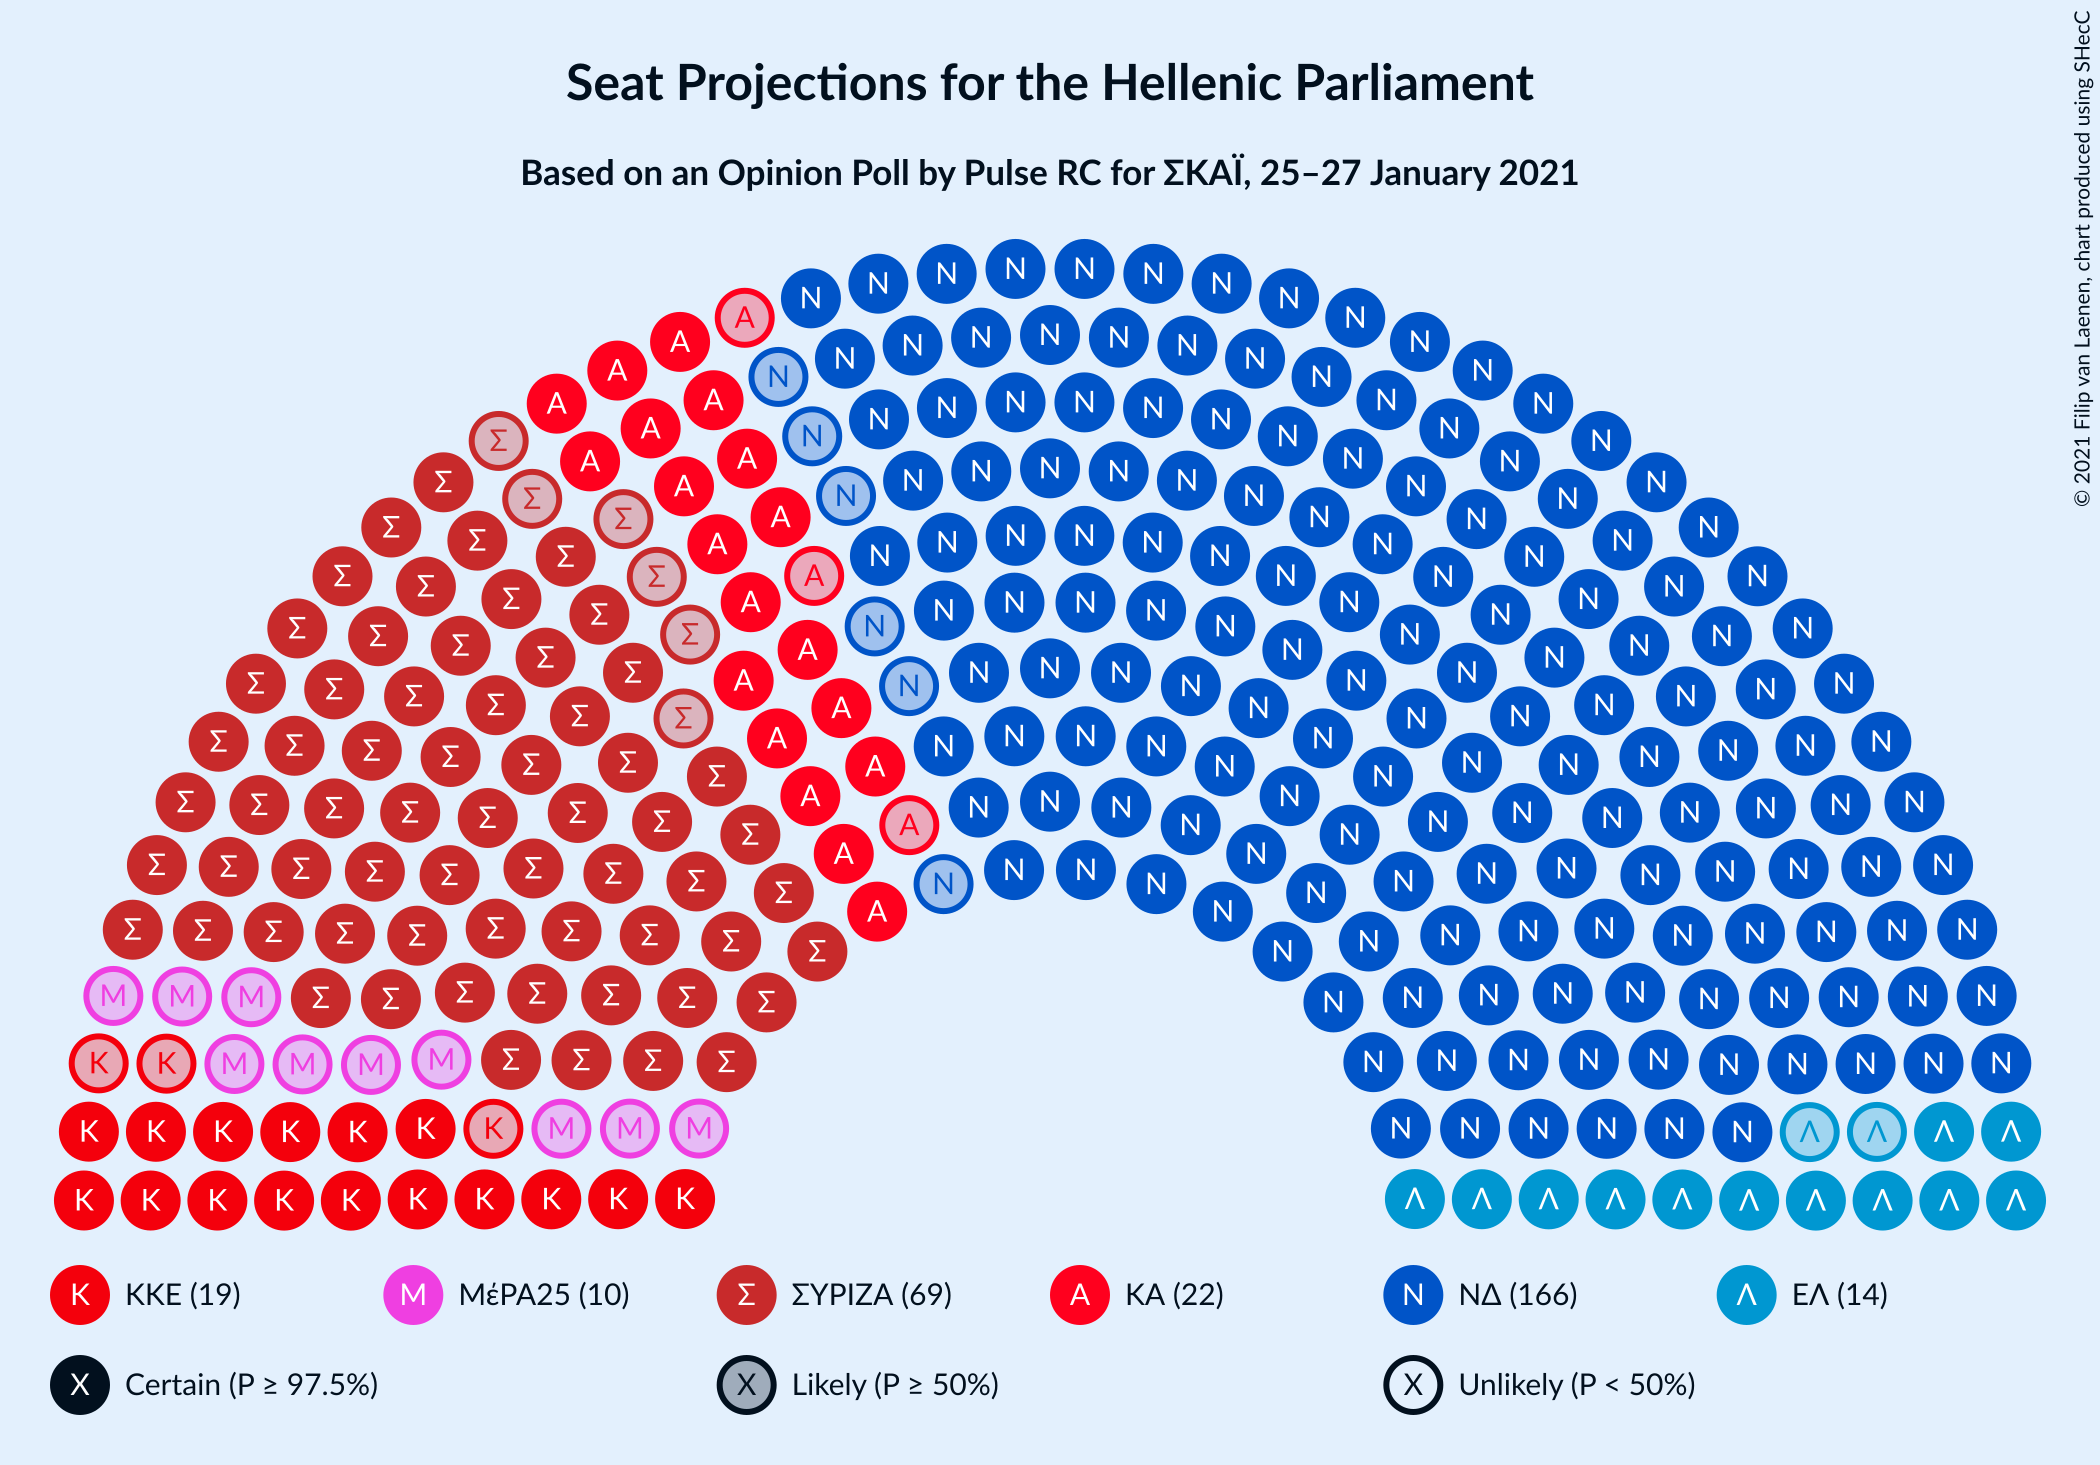 Seat Projections for the Hellenic Parliament
Based on an Opinion Poll by Pulse RC for ΣΚΑΪ, 25–27 January 2021
© 2021 Filip van Laenen, chart produced using SHecC
Κ ΚΚΕ (19) Μ ΜέΡΑ25 (10) Σ ΣΥΡΙΖΑ (69) Α ΚΑ (22) Ν ΝΔ (166) Λ ΕΛ (14)
X Certain (P ≥ 97.5%) X Likely (P ≥ 50%) X Unlikely (P < 50%)